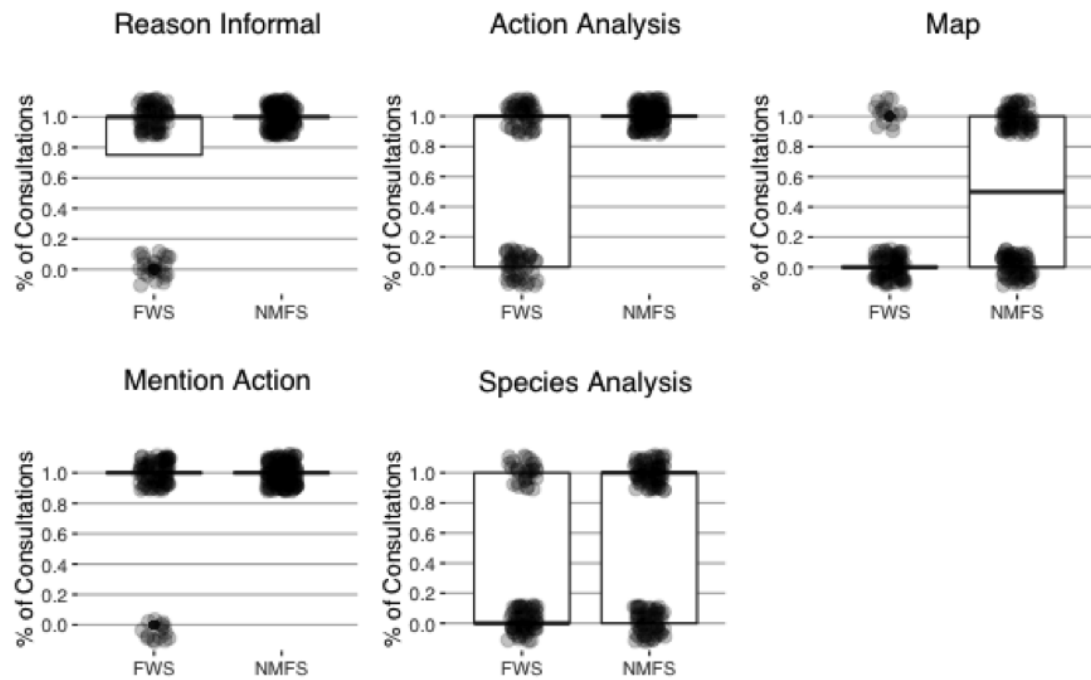 Reason Informal
% of Consultations
1.0
0.8
0.6
0.4
0.2
0.0
FWS NMFS
Action Analysis
% of Consultations
1.0
0.8
0.6
0.4
0.2
0.0
FWS NMFS
Map
% of Consultations
1.0
0.8
0.6
0.4
0.2
0.0
FWS NMFS
Mention Action
% of Consultations
1.0
0.8
0.6
0.4
0.2
0.0
FWS NMFS
Species Analysis
% of Consultations
1.0
0.8
0.6
0.4
0.2
0.0
FWS NMFS